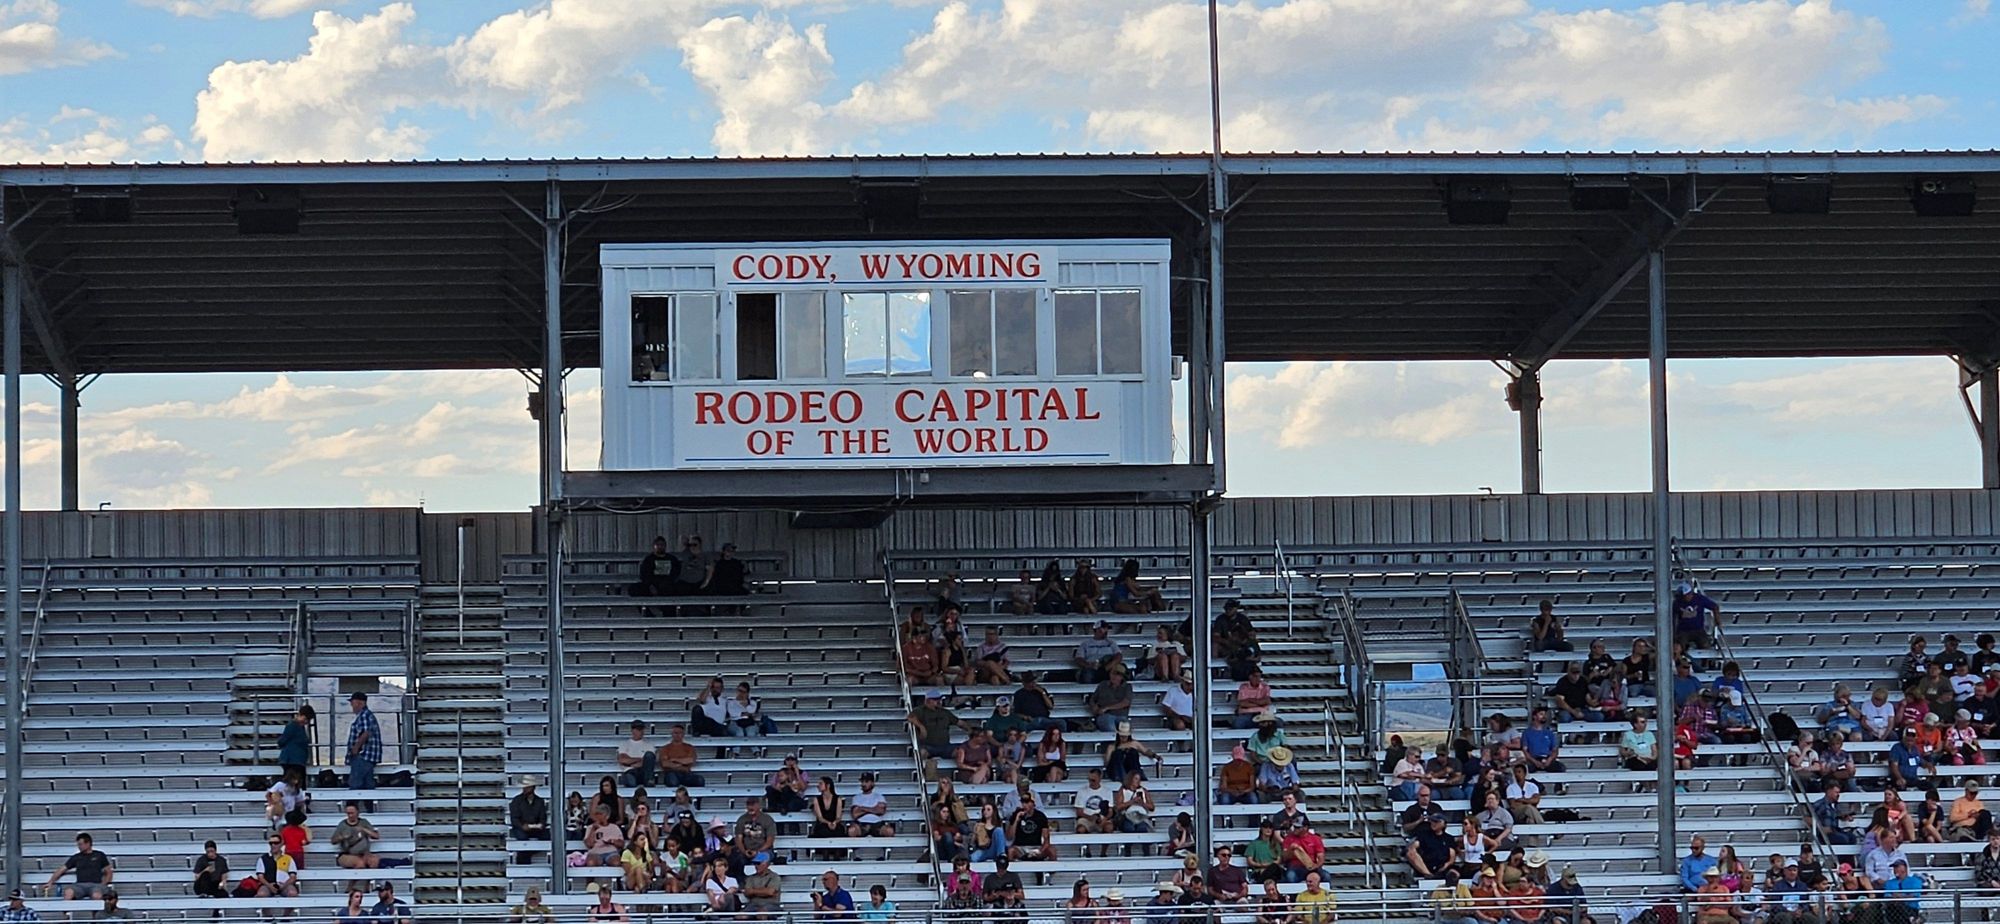 CODY, WYOMING
RODEO CAPITAL
OF THE WORLD